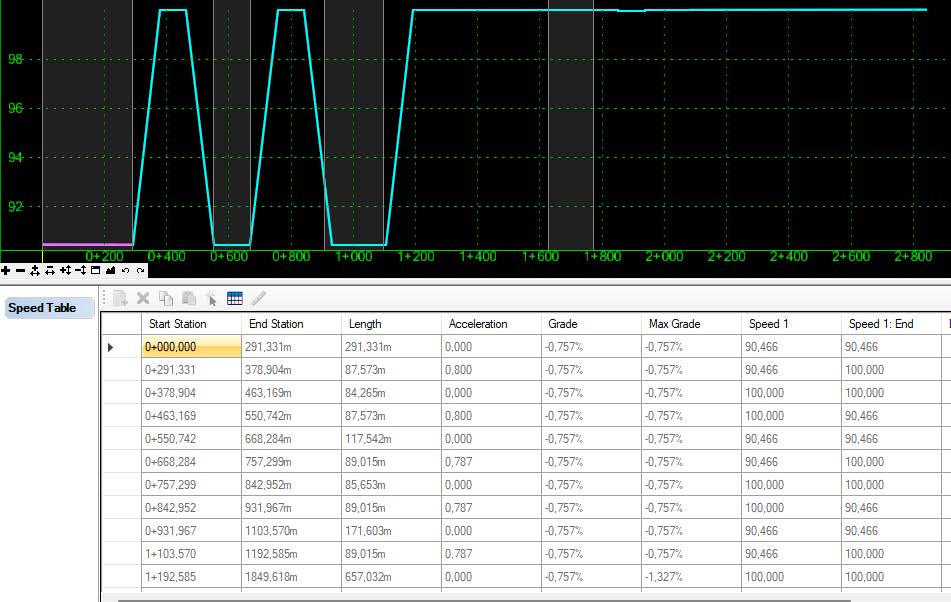 98
96
94
92
0+200 0+400 0+600 0+800 1+000 1+200 1+400 1+600 1+800 2+000 2+200 2+400 2+600 2+800
Speed Table
Start Station End Station Length Acceleration Grade Max Grade Speed 1 Speed 1: End
0+000,000 291,331m 291,331m 0,000 -0,757% -0,757% 90,466 90,466
0+291,331 378,904m 87,573m 0,800 -0,757% -0,757% 90,466 100,000
0+378,904 463,169m 84,265m 0,000 -0,757% -0,757% 100,000 100,000
0+463,169 550,742m 87,573m 0,800 -0,757% -0,757% 100,000 90,466
0+550,742 668,284m 117,542m 0,000 -0,757% -0,757% 90,466 90,466
0+668,284 757,299m 89,015m 0,787 -0,757% -0,757% 90,466 100,000
0+757,299 842,952m 85,653m 0,000 -0,757% -0,757% 100,000 100,000
0+842,952 931,967m 89,015m 0,787 -0,757% -0,757% 100,000 90,466
0+931,967 1103,570m 171,603m 0,000 -0,757% -0,757% 90,466 90,466
1+103,570 1192,585m 89,015m 0,787 -0,757% -0,757% 90,466 100,000
1+192,585 1849,618m 657,032m 0,000 -0,757% -1,327% 100,000 100,000